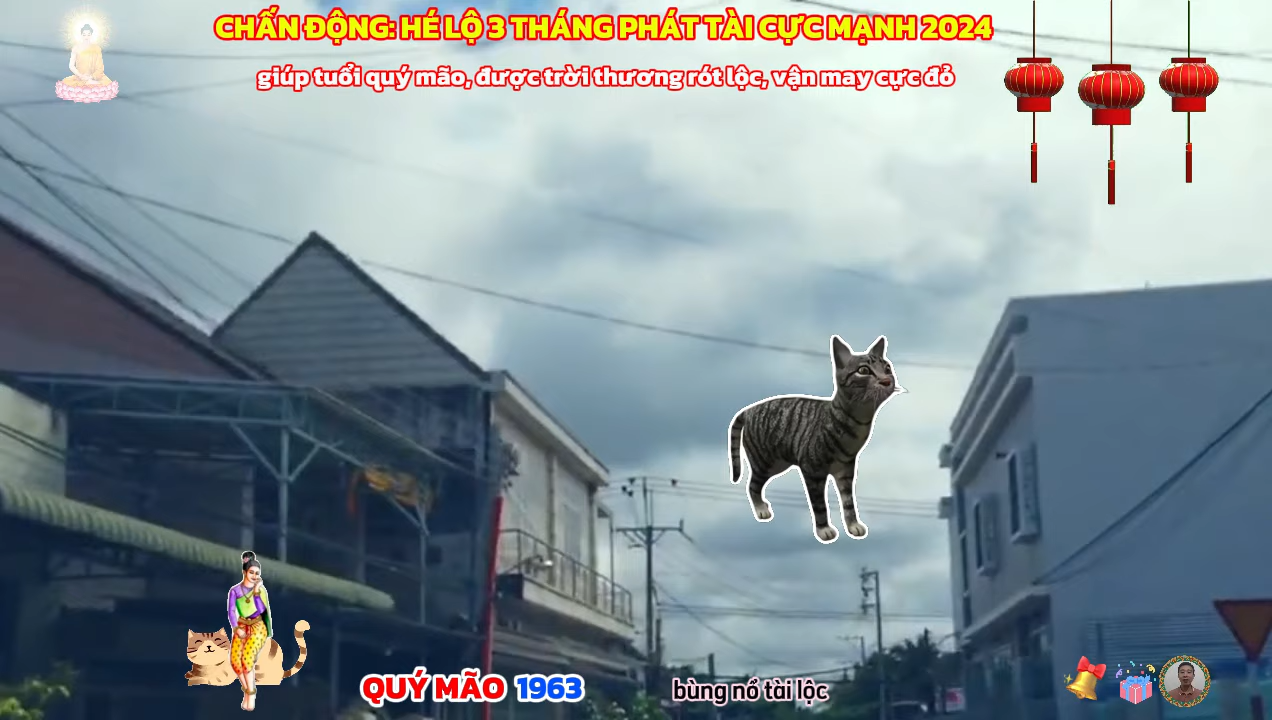 CHẤN ĐỘNG: HÉ LỘ 3 THÁNG PHÁT TÀI CỰC MẠNH 2024
giúp tuổi quý mão, được trời thương rót lộc, vận may cực đỏ
QUÝ MÃO 1963
bùng nổ tài lộc